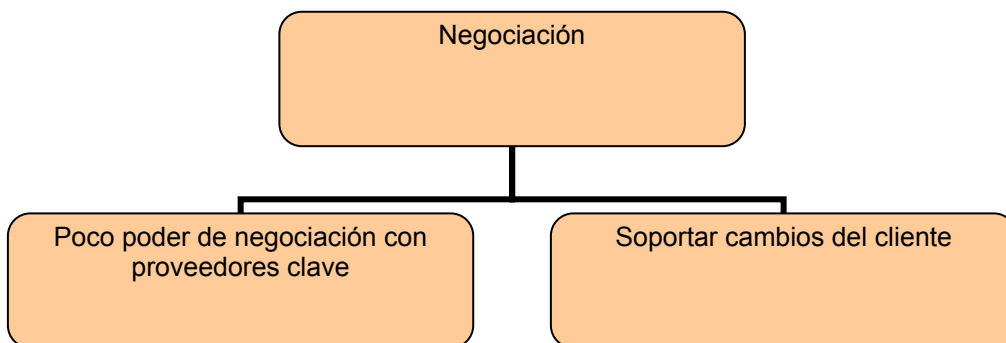 Negociación
Poco poder de negociación con
proveedores clave
Soportar cambios del cliente